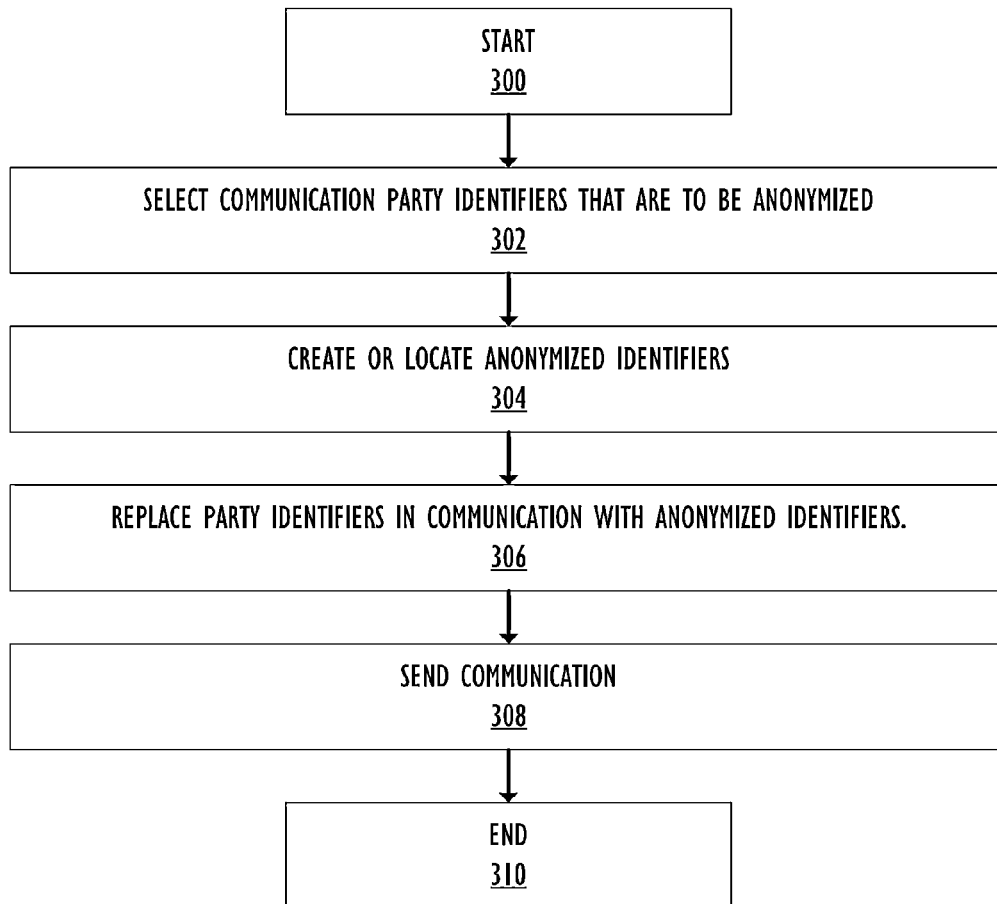 START
300
SELECT COMMUNICATION PARTY IDENTIFIERS THAT ARE TO BE ANONYMIZED
302
CREATE OR LOCATE ANONYMIZED IDENTIFIERS
304
REPLACE PARTY IDENTIFIERS IN COMMUNICATION WITH ANONYMIZED IDENTIFIERS.
306
SEND COMMUNICATION
308
END
310